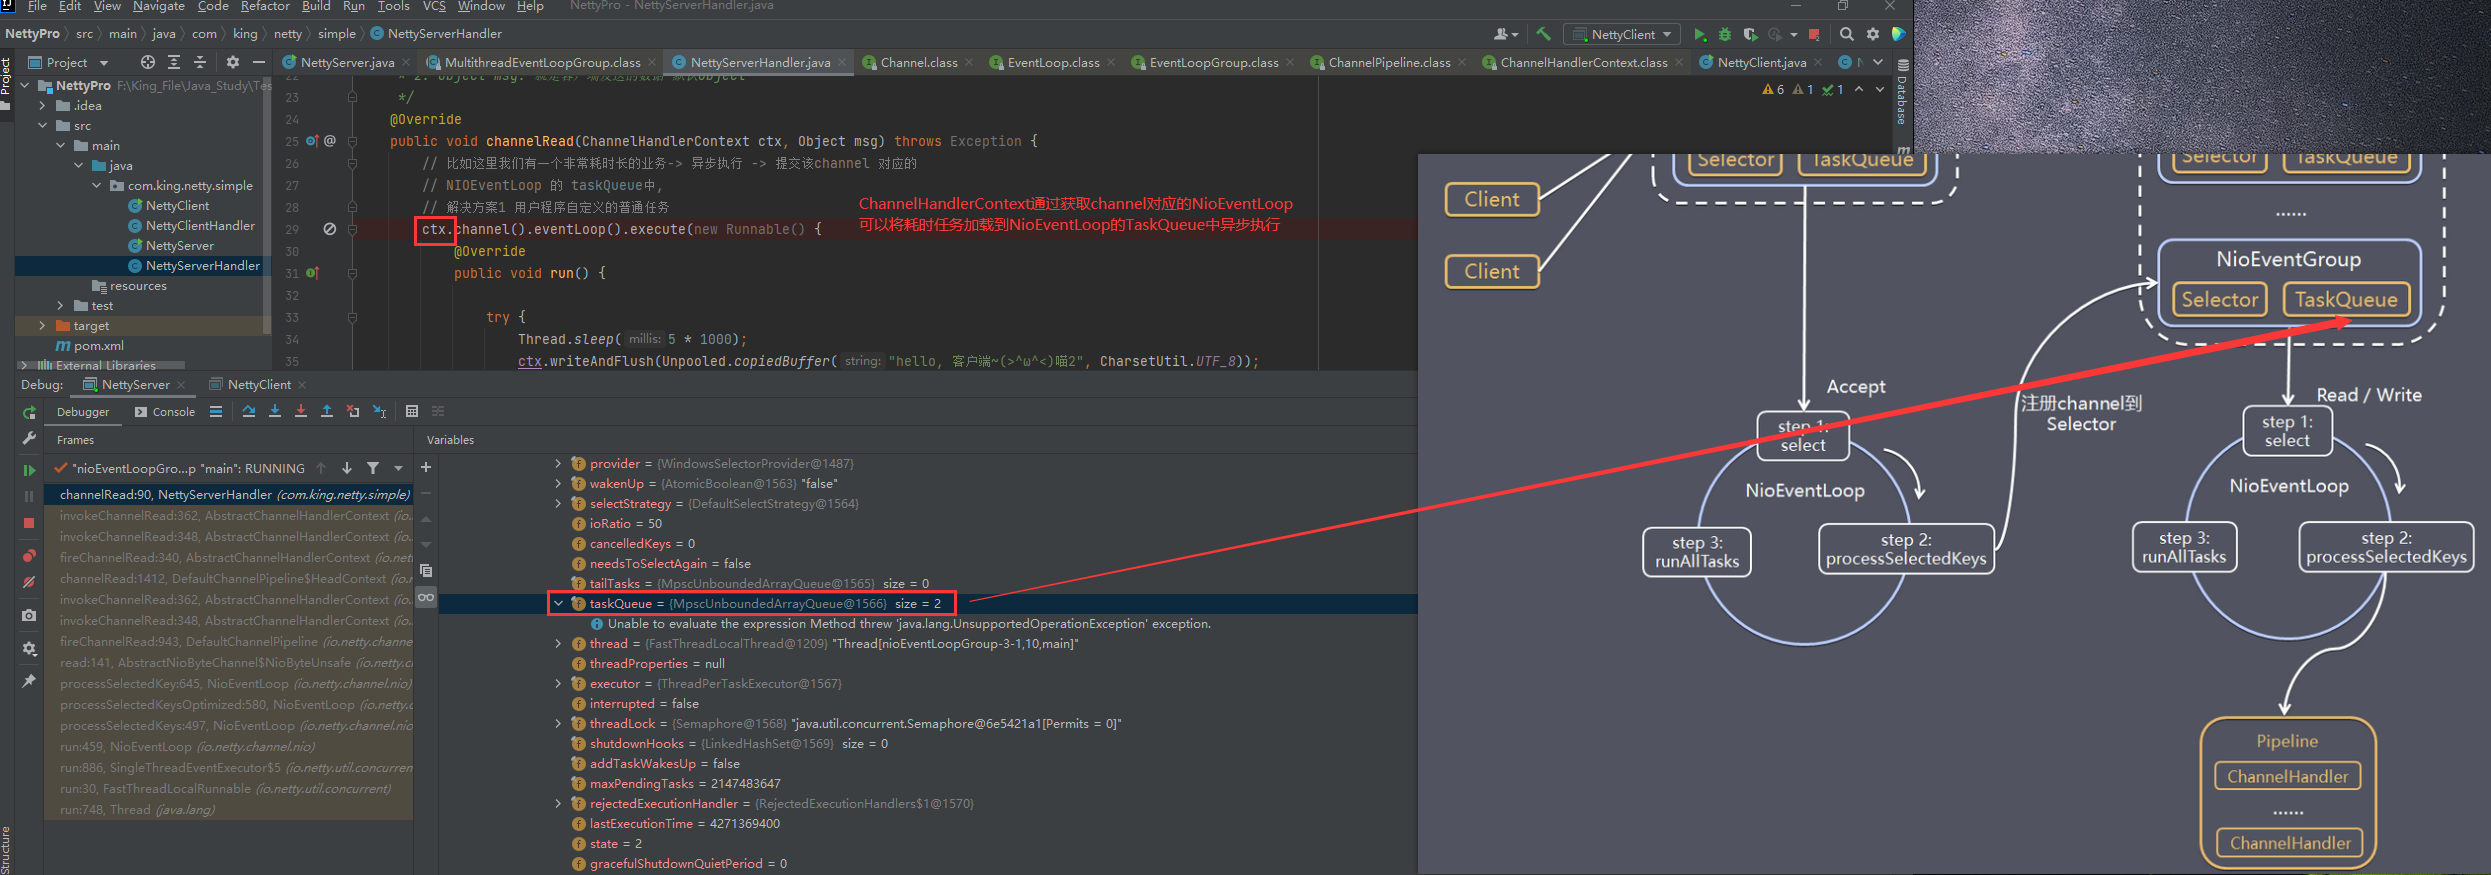 File Edit View Navigate Code Refactor Build Run Tools VCS Window Help NettyPro - NettyServerHandler.java
NettyPro src main java com king netty simple NettyServerHandler
NettyClient
Project
NettyServer.java MultithreadEventLoopGroup.class NettyServerHandler.java Channel.class EventLoop.class EventLoopGroup.class ChannelPipeline.class ChannelHandlerContext.class NettyClient.java
Project
NettyPro F:\King_File\Java_Study\Tes
.idea
src
main
java
com.king.netty.simple
NettyClient
NettyClientHandler
NettyServer
NettyServerHandler
resources
test
target
pom.xml
External Libraries
22 * 2. Object msg: 就是客户端发送的数据 默认Object
23 */
24 @Override
25 public void channelRead(ChannelHandlerContext ctx, Object msg) throws Exception {
26 // 比如这里我们有一个非常耗时长的业务-> 异步执行 -> 提交该channel 对应的
27 // NIOEventLoop 的 taskQueue中,
28 // 解决方案1 用户程序自定义的普通任务
29 ctx.channel().eventLoop().execute(new Runnable() {
30 @Override
31 public void run() {
32
33 try {
34 Thread.sleep( millis: 5 * 1000);
35 ctx.writeAndFlush(Unpooled.copiedBuffer( string: "hello, 客户端~(>^ω^<)喵2", CharsetUtil.UTF_8));
ChannelHandlerContext通过获取channel对应的NioEventLoop
可以将耗时任务加载到NioEventLoop的TaskQueue中异步执行
6 1 1
Database
Debug: NettyServer NettyClient
Debugger Console
Frames
"nioEventLoopGro...p "main": RUNNING
channelRead:90, NettyServerHandler (com.king.netty.simple)
invokeChannelRead:362, AbstractChannelHandlerContext (io.
invokeChannelRead:348, AbstractChannelHandlerContext (io.
fireChannelRead:340, AbstractChannelHandlerContext (io.net
channelRead:1412, DefaultChannelPipeline$HeadContext (io.
invokeChannelRead:362, AbstractChannelHandlerContext (io.
invokeChannelRead:348, AbstractChannelHandlerContext (io.
fireChannelRead:943, DefaultChannelPipeline (io.netty.chann
read:141, AbstractNioByteChannel$NioByteUnsafe (io.netty.c
processSelectedKey:645, NioEventLoop (io.netty.channel.nio)
processSelectedKeysOptimized:580, NioEventLoop (io.netty.c
processSelectedKeys:497, NioEventLoop (io.netty.channel.nio
run:459, NioEventLoop (io.netty.channel.nio)
run:886, SingleThreadEventExecutor$5 (io.netty.util.concurren
run:30, FastThreadLocalRunnable (io.netty.util.concurrent)
run:748, Thread (java.lang)
Structure
Variables
provider = {WindowsSelectorProvider@1487}
wakenUp = {AtomicBoolean@1563} "false"
selectStrategy = {DefaultSelectStrategy@1564}
ioRatio = 50
cancelledKeys = 0
needsToSelectAgain = false
tailTasks = {MpscUnboundedArrayQueue@1565} size = 0
taskQueue = {MpscUnboundedArrayQueue@1566} size = 2
Unable to evaluate the expression Method threw 'java.lang.UnsupportedOperationException' exception.
thread = {FastThreadLocalThread@1209} "Thread[nioEventLoopGroup-3-1,10,main]"
threadProperties = null
executor = {ThreadPerTaskExecutor@1567}
interrupted = false
threadLock = {Semaphore@1568} "java.util.concurrent.Semaphore@6e5421a1[Permits = 0]"
shutdownHooks = {LinkedHashSet@1569} size = 0
addTaskWakesUp = false
maxPendingTasks = 2147483647
rejectedExecutionHandler = {RejectedExecutionHandlers$1@1570}
lastExecutionTime = 4271369400
state = 2
gracefulShutdownQuietPeriod = 0
Selector TaskQueue
Selector TaskQueue
Client
Client
......
NioEventGroup
Selector TaskQueue
Accept
step 1:
select
NioEventLoop
step 3:
runAllTasks
step 2:
processSelectedKeys
注册channel到
Selector
Read / Write
step 1:
select
NioEventLoop
step 3:
runAllTasks
step 2:
processSelectedKeys
Pipeline
ChannelHandler
......
ChannelHandler